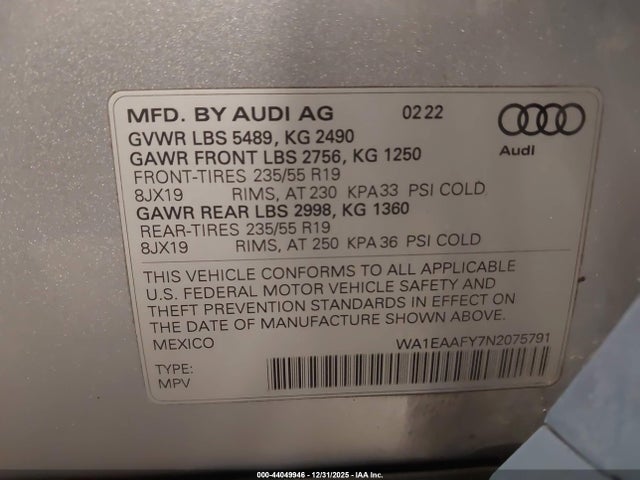 MFD. BY AUDI AG 02 22
GVWR LBS 5489, KG 2490
GAWR FRONT LBS 2756, KG 1250
FRONT-TIRES 235/55 R19
8JX19 RIMS, AT 230 KPA 33 PSI COLD
GAWR REAR LBS 2998, KG 1360
REAR-TIRES 235/55 R19
8JX19 RIMS, AT 250 KPA 36 PSI COLD
Audi
THIS VEHICLE CONFORMS TO ALL APPLICABLE
U.S. FEDERAL MOTOR VEHICLE SAFETY AND
THEFT PREVENTION STANDARDS IN EFFECT ON
THE DATE OF MANUFACTURE SHOWN ABOVE.
MEXICO WA1EAAFY7N2075791
TYPE:
MPV
000-44049946 - 12/31/2025 - IAA Inc.